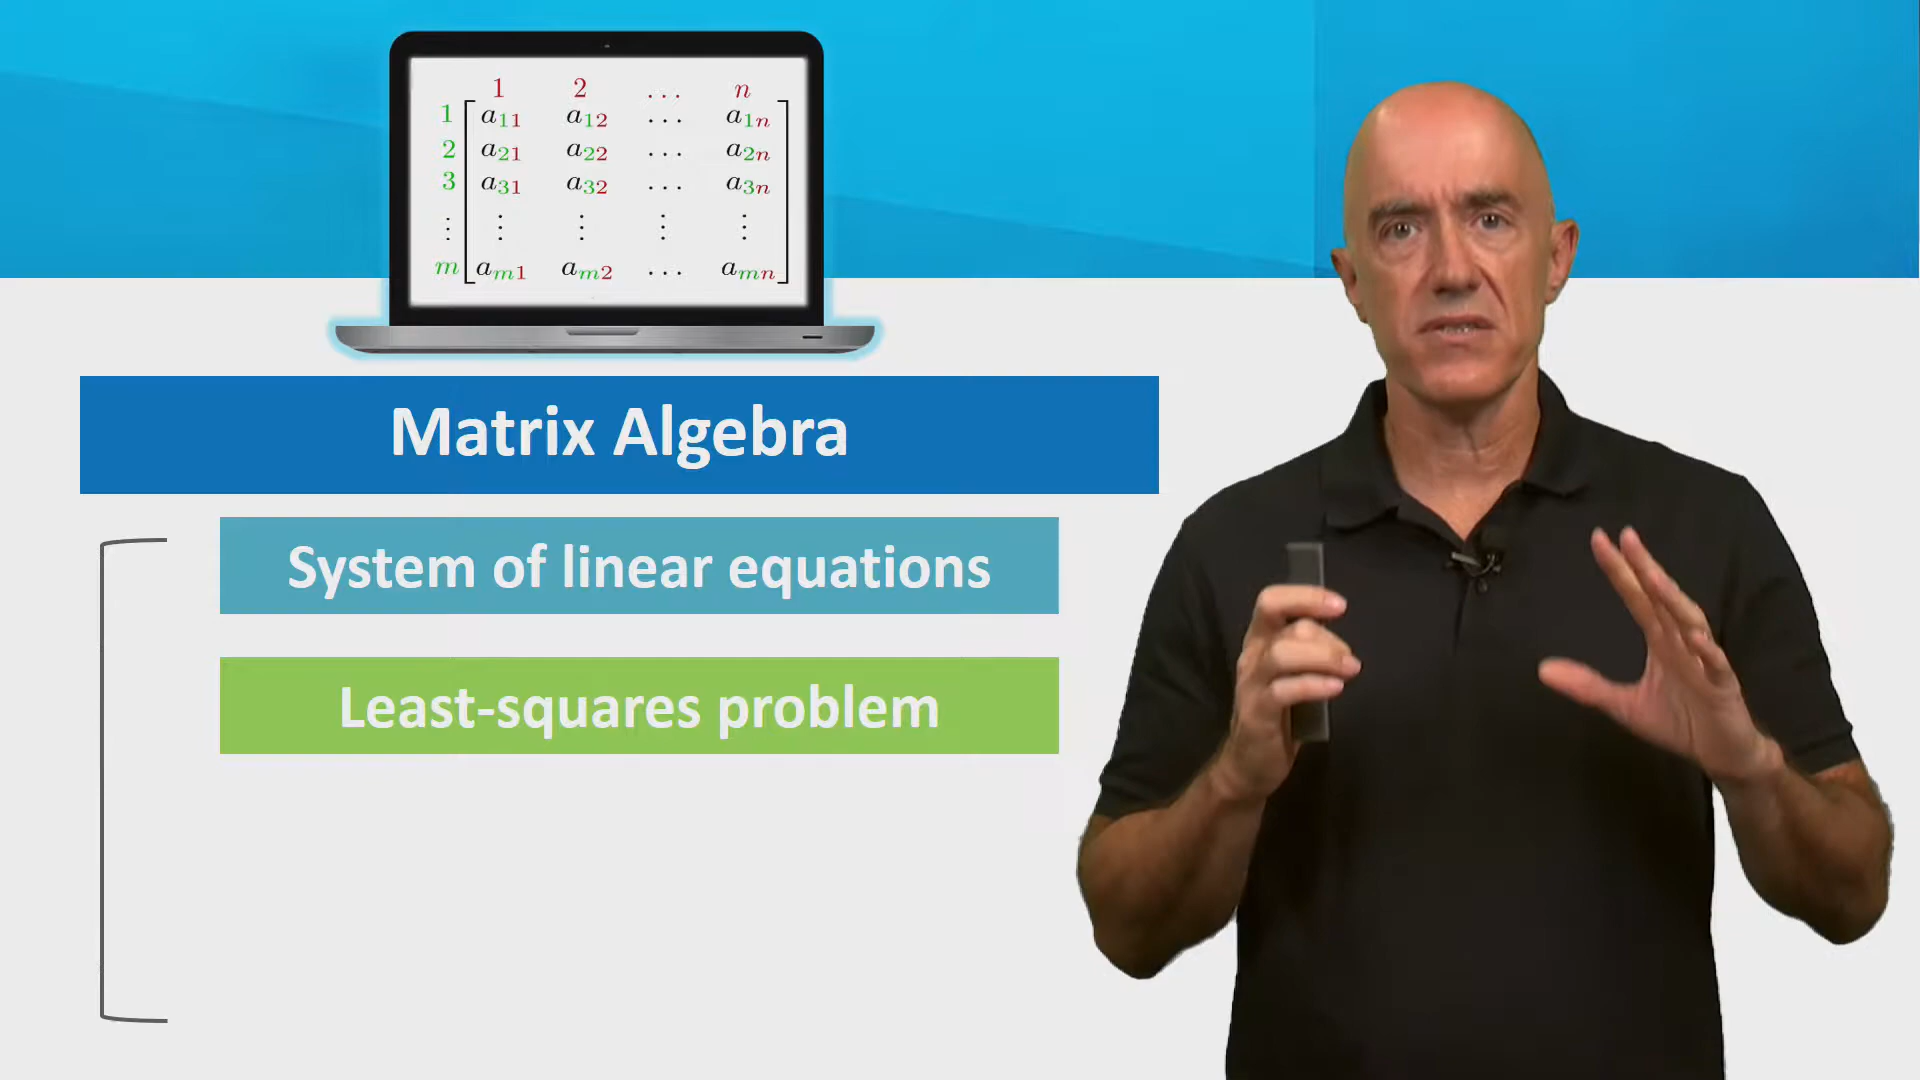 1 2 ... n
1 a11 a12 ... a1n
2 a21 a22 ... a2n
3 a31 a32 ... a3n
⋮ ⋮ ⋮ ⋮ ⋮
m am1 am2 ... amn
Matrix Algebra
System of linear equations
Least-squares problem